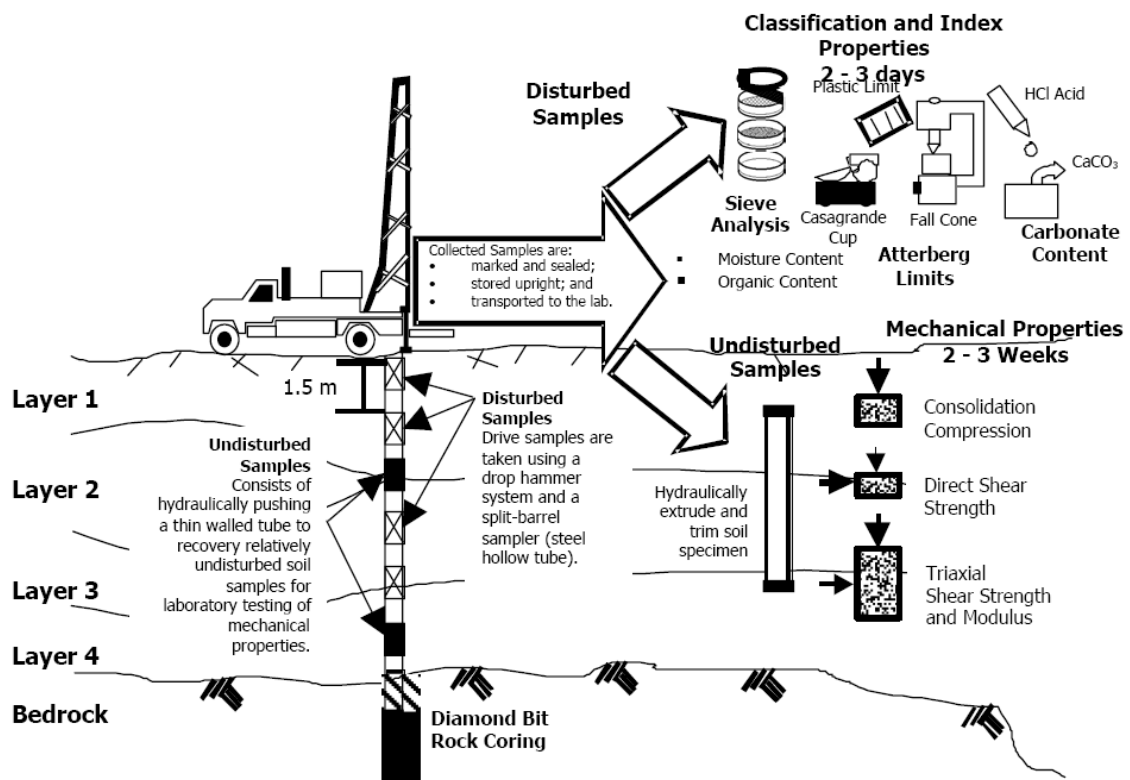 Classification and Index
Properties
2 - 3 days
Disturbed
Samples
Plastic Limit
HCl Acid
CaCO₃
Sieve
Analysis
Casagrande
Cup
Fall Cone
Carbonate
Content
Atterberg
Limits
▪ Moisture Content
▪ Organic Content
Collected Samples are:
• marked and sealed;
• stored upright; and
• transported to the lab.
Mechanical Properties
2 - 3 Weeks
Undisturbed
Samples
1.5 m
Layer 1
Disturbed
Samples
Drive samples are
taken using a
drop hammer
system and a
split-barrel
sampler (steel
hollow tube).
Consolidation
Compression
Undisturbed
Samples
Consists of
hydraulically pushing
a thin walled tube to
recovery relatively
undisturbed soil
samples for
laboratory testing of
mechanical
properties.
Layer 2
Hydraulically
extrude and
trim soil
specimen
Direct Shear
Strength
Layer 3
Triaxial
Shear Strength
and Modulus
Layer 4
Bedrock
Diamond Bit
Rock Coring